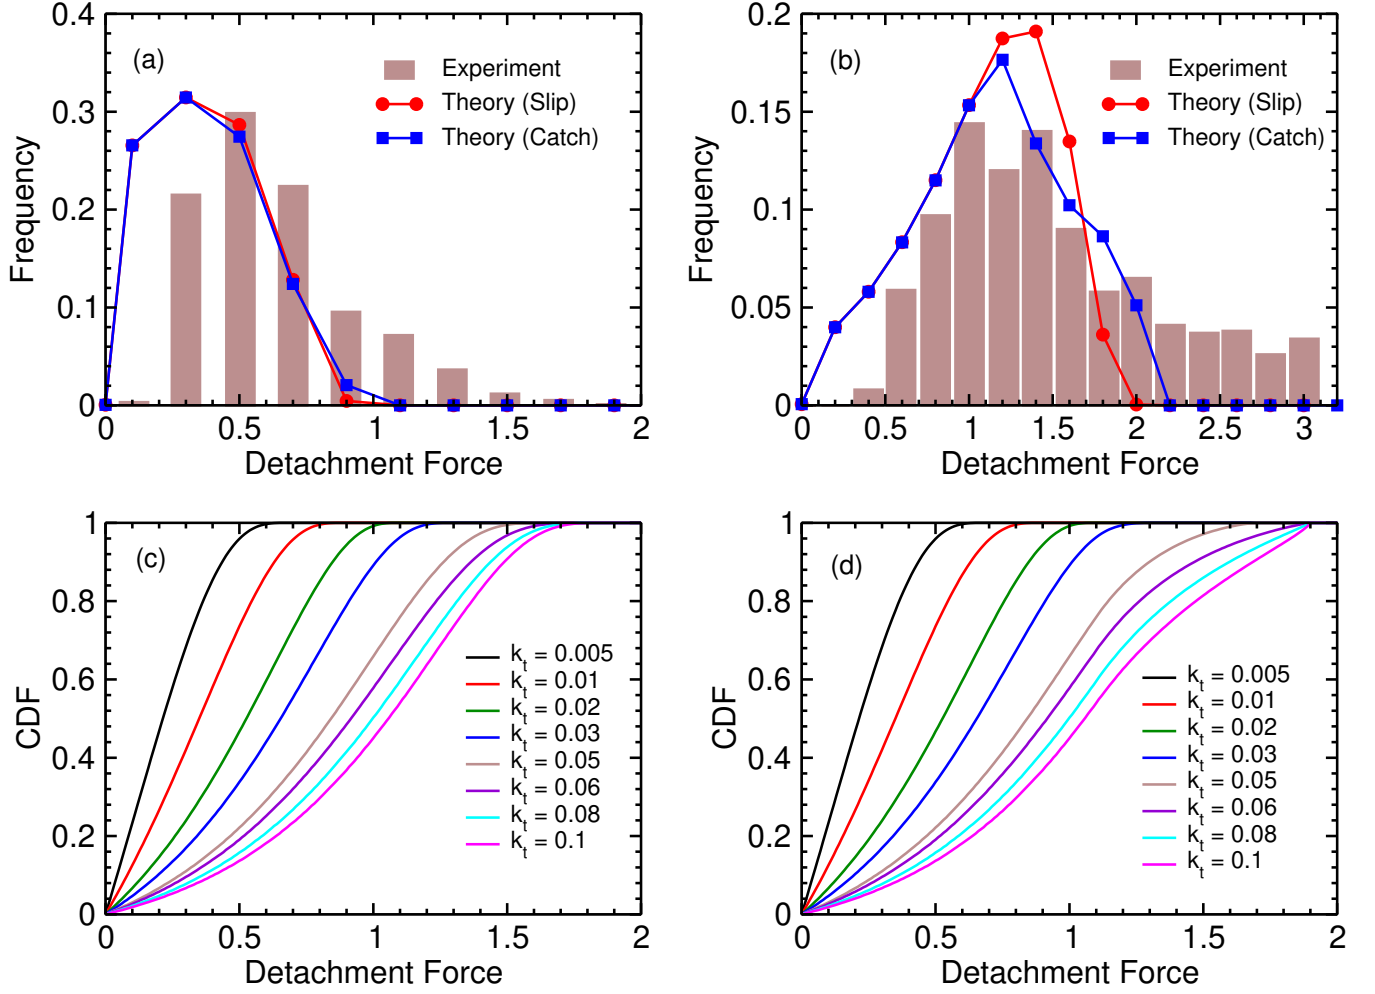 (a)
Experiment
Theory (Slip)
Theory (Catch)
Frequency
0.4
0.3
0.2
0.1
0
0 0.5 1 1.5 2
Detachment Force
(b)
Experiment
Theory (Slip)
Theory (Catch)
Frequency
0.2
0.15
0.1
0.05
0
0 0.5 1 1.5 2 2.5 3
Detachment Force
(c)
CDF
1
0.8
0.6
0.4
0.2
0
k_t = 0.005
k_t = 0.01
k_t = 0.02
k_t = 0.03
k_t = 0.05
k_t = 0.06
k_t = 0.08
k_t = 0.1
0 0.5 1 1.5 2
Detachment Force
(d)
CDF
1
0.8
0.6
0.4
0.2
0
k_t = 0.005
k_t = 0.01
k_t = 0.02
k_t = 0.03
k_t = 0.05
k_t = 0.06
k_t = 0.08
k_t = 0.1
0 0.5 1 1.5 2
Detachment Force